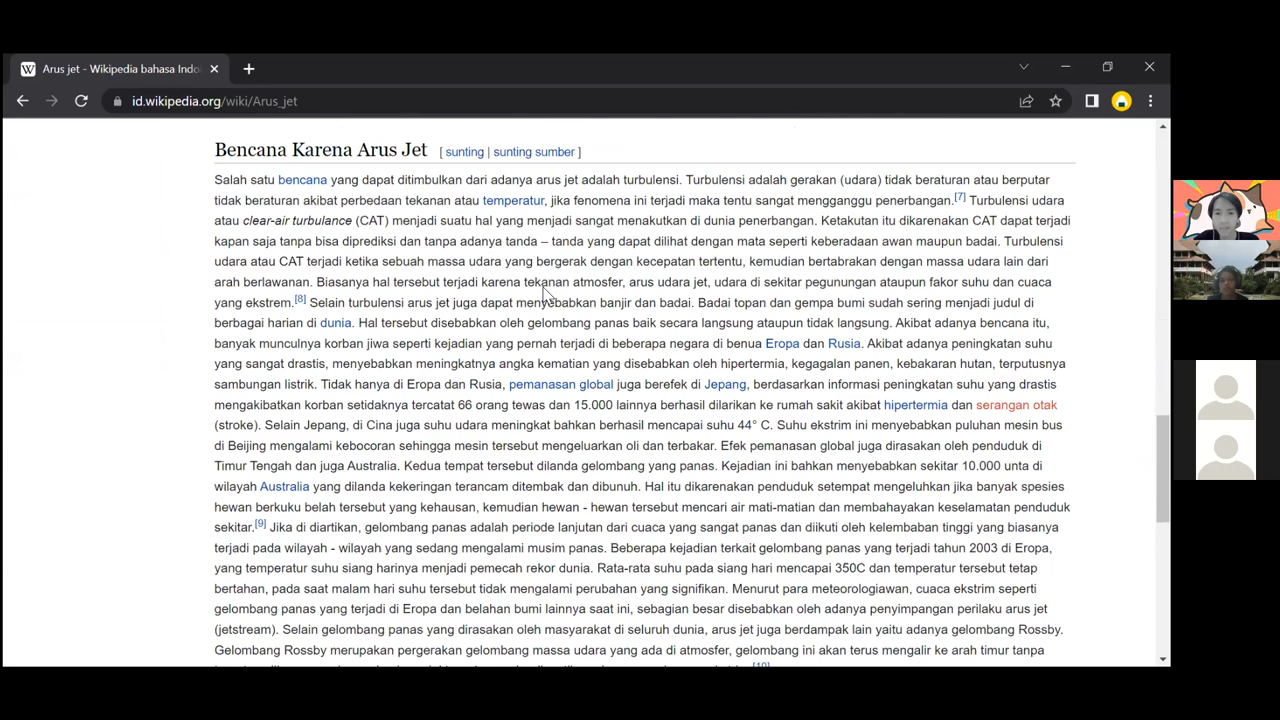 Arus jet - Wikipedia bahasa Indo
id.wikipedia.org/wiki/Arus_jet
Bencana Karena Arus Jet [ sunting | sunting sumber ]
Salah satu bencana yang dapat ditimbulkan dari adanya arus jet adalah turbulensi. Turbulensi adalah gerakan (udara) tidak beraturan atau berputar
tidak beraturan akibat perbedaan tekanan atau temperatur, jika fenomena ini terjadi maka tentu sangat mengganggu penerbangan.[7] Turbulensi udara
atau clear-air turbulance (CAT) menjadi suatu hal yang menjadi sangat menakutkan di dunia penerbangan. Ketakutan itu dikarenakan CAT dapat terjadi
kapan saja tanpa bisa diprediksi dan tanpa adanya tanda – tanda yang dapat dilihat dengan mata seperti keberadaan awan maupun badai. Turbulensi
udara atau CAT terjadi ketika sebuah massa udara yang bergerak dengan kecepatan tertentu, kemudian bertabrakan dengan massa udara lain dari
arah berlawanan. Biasanya hal tersebut terjadi karena tekanan atmosfer, arus udara jet, udara di sekitar pegunungan ataupun fakor suhu dan cuaca
yang ekstrem.[8] Selain turbulensi arus jet juga dapat menyebabkan banjir dan badai. Badai topan dan gempa bumi sudah sering menjadi judul di
berbagai harian di dunia. Hal tersebut disebabkan oleh gelombang panas baik secara langsung ataupun tidak langsung. Akibat adanya bencana itu,
banyak munculnya korban jiwa seperti kejadian yang pernah terjadi di beberapa negara di benua Eropa dan Rusia. Akibat adanya peningkatan suhu
yang sangat drastis, menyebabkan meningkatnya angka kematian yang disebabkan oleh hipertermia, kegagalan panen, kebakaran hutan, terputusnya
sambungan listrik. Tidak hanya di Eropa dan Rusia, pemanasan global juga berefek di Jepang, berdasarkan informasi peningkatan suhu yang drastis
mengakibatkan korban setidaknya tercatat 66 orang tewas dan 15.000 lainnya berhasil dilarikan ke rumah sakit akibat hipertermia dan serangan otak
(stroke). Selain Jepang, di Cina juga suhu udara meningkat bahkan berhasil mencapai suhu 44° C. Suhu ekstrim ini menyebabkan puluhan mesin bus
di Beijing mengalami kebocoran sehingga mesin tersebut mengeluarkan oli dan terbakar. Efek pemanasan global juga dirasakan oleh penduduk di
Timur Tengah dan juga Australia. Kedua tempat tersebut dilanda gelombang yang panas. Kejadian ini bahkan menyebabkan sekitar 10.000 unta di
wilayah Australia yang dilanda kekeringan terancam ditembak dan dibunuh. Hal itu dikarenakan penduduk setempat mengeluhkan jika banyak spesies
hewan berkuku belah tersebut yang kehausan, kemudian hewan - hewan tersebut mencari air mati-matian dan membahayakan keselamatan penduduk
sekitar.[9] Jika di diartikan, gelombang panas adalah periode lanjutan dari cuaca yang sangat panas dan diikuti oleh kelembaban tinggi yang biasanya
terjadi pada wilayah - wilayah yang sedang mengalami musim panas. Beberapa kejadian terkait gelombang panas yang terjadi tahun 2003 di Eropa,
yang temperatur suhu siang harinya menjadi pemecah rekor dunia. Rata-rata suhu pada siang hari mencapai 350C dan temperatur tersebut tetap
bertahan, pada saat malam hari suhu tersebut tidak mengalami perubahan yang signifikan. Menurut para meteorologiawan, cuaca ekstrim seperti
gelombang panas yang terjadi di Eropa dan belahan bumi lainnya saat ini, sebagian besar disebabkan oleh adanya penyimpangan perilaku arus jet
(jetstream). Selain gelombang panas yang dirasakan oleh masyarakat di seluruh dunia, arus jet juga berdampak lain yaitu adanya gelombang Rossby.
Gelombang Rossby merupakan pergerakan gelombang massa udara yang ada di atmosfer, gelombang ini akan terus mengalir ke arah timur tanpa
[10]